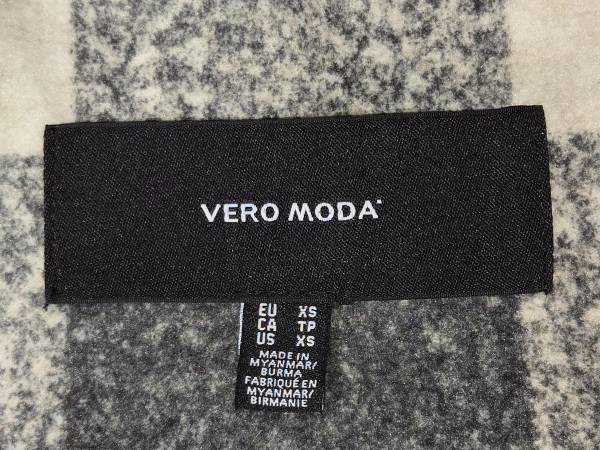 VERO MODA
EU XS
CA TP
US XS
MADE IN
MYANMAR/
BURMA
FABRIQUÉ EN
MYANMAR/
BIRMANIE